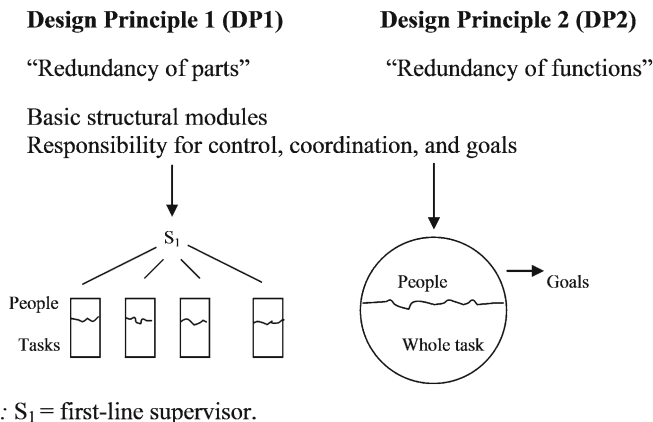 Design Principle 1 (DP1) Design Principle 2 (DP2)
“Redundancy of parts” “Redundancy of functions”
Basic structural modules
Responsibility for control, coordination, and goals
S1
People
Tasks
People
Whole task
Goals
: S1 = first-line supervisor.